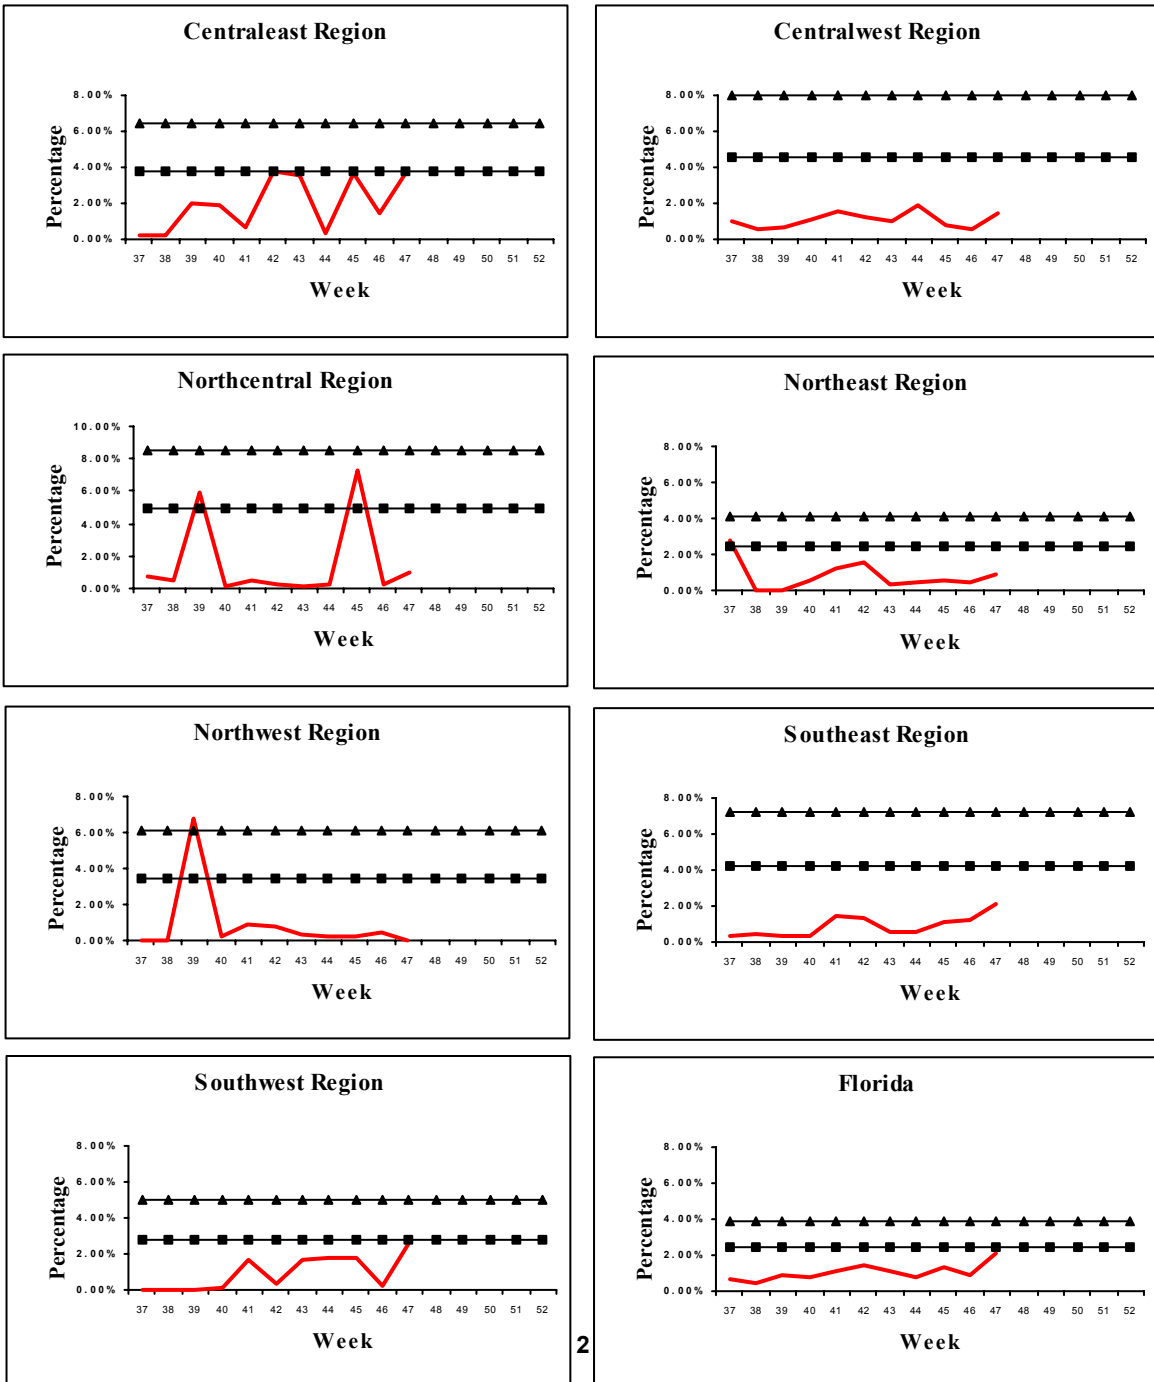 Centraleast Region
Percentage
8.00%
6.00%
4.00%
2.00%
0.00%
37 38 39 40 41 42 43 44 45 46 47 48 49 50 51 52
Week
Centralwest Region
Percentage
8.00%
6.00%
4.00%
2.00%
0.00%
37 38 39 40 41 42 43 44 45 46 47 48 49 50 51 52
Week
Northcentral Region
Percentage
10.00%
8.00%
6.00%
4.00%
2.00%
0.00%
37 38 39 40 41 42 43 44 45 46 47 48 49 50 51 52
Week
Northeast Region
Percentage
8.00%
6.00%
4.00%
2.00%
0.00%
37 38 39 40 41 42 43 44 45 46 47 48 49 50 51 52
Week
Northwest Region
Percentage
8.00%
6.00%
4.00%
2.00%
0.00%
37 38 39 40 41 42 43 44 45 46 47 48 49 50 51 52
Week
Southeast Region
Percentage
8.00%
6.00%
4.00%
2.00%
0.00%
37 38 39 40 41 42 43 44 45 46 47 48 49 50 51 52
Week
Southwest Region
Percentage
8.00%
6.00%
4.00%
2.00%
0.00%
37 38 39 40 41 42 43 44 45 46 47 48 49 50 51 52
Week
Florida
Percentage
8.00%
6.00%
4.00%
2.00%
0.00%
37 38 39 40 41 42 43 44 45 46 47 48 49 50 51 52
Week
2